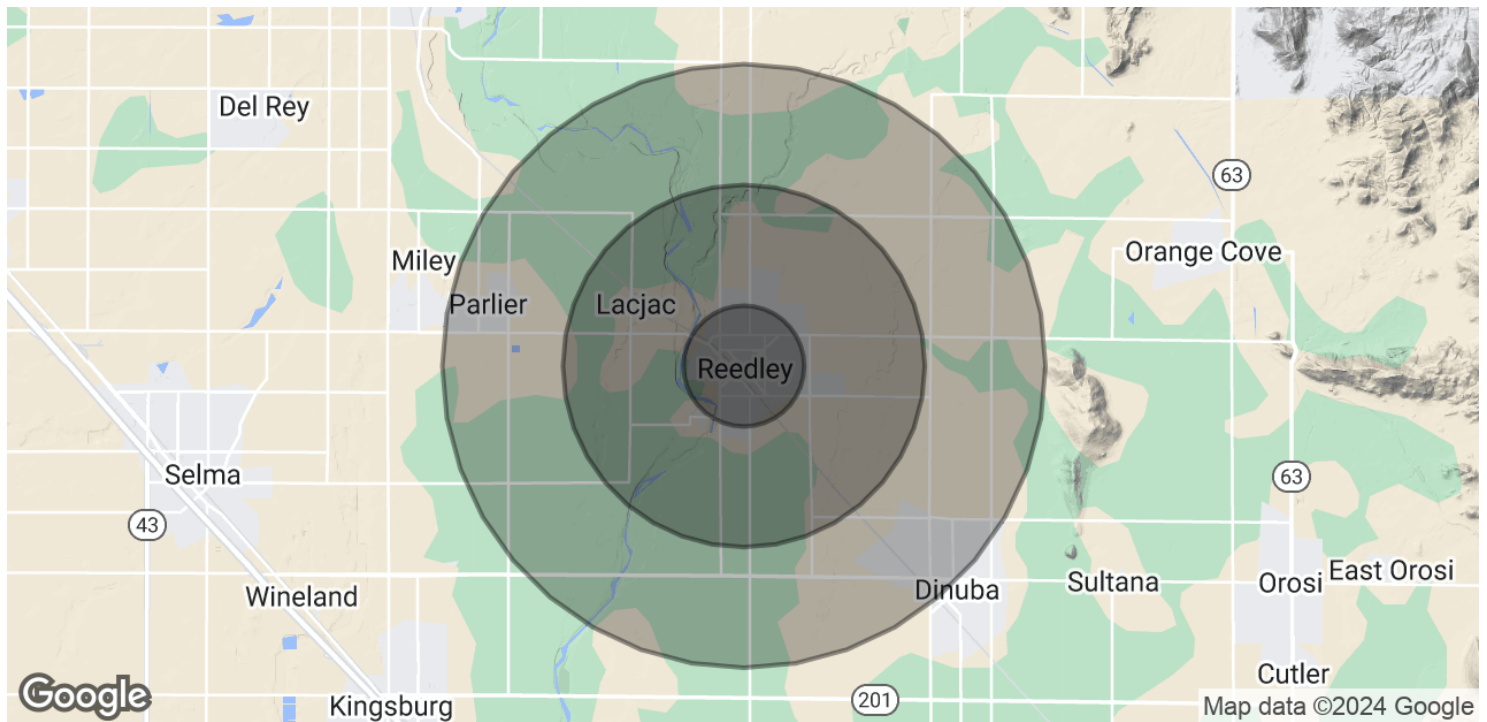 Del Rey
63
Orange Cove
Miley
Parlier
Lacjac
Reedley
Selma
63
43
East Orosi
Sultana
Orosi
Dinuba
Wineland
Cutler
Google
Kingsburg
201
Map data ©2024 Google